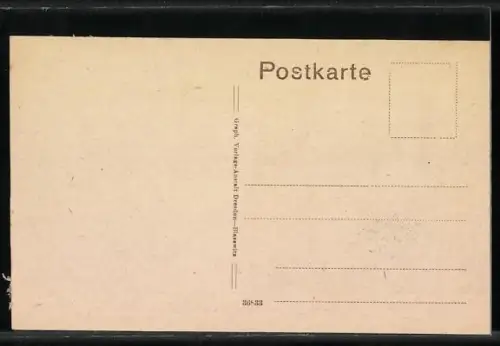 Postkarte
Graph. Verlags-Anstalt Dresden—Blasewitz